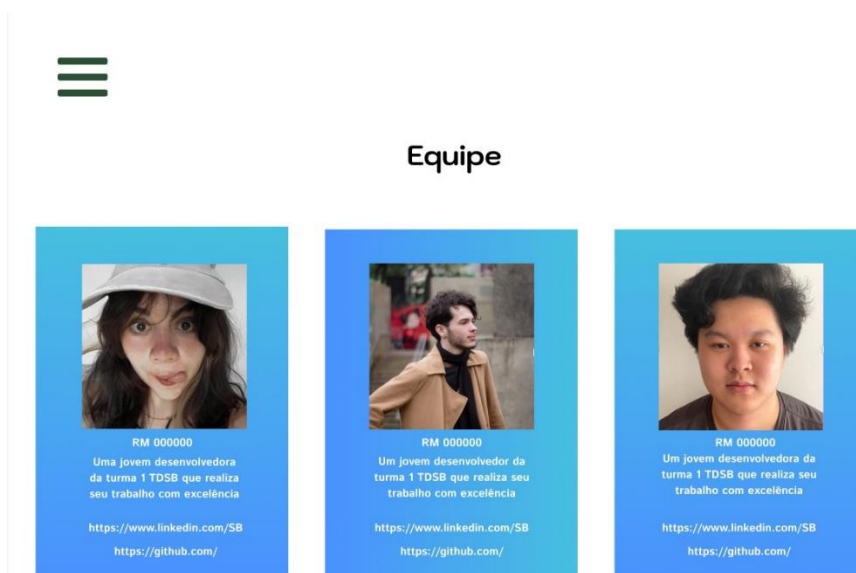 Equipe
RM 000000
Uma jovem desenvolvedora
da turma 1 TDSB que realiza
seu trabalho com excelência
https://www.linkedin.com/SB
https://github.com/
RM 000000
Um jovem desenvolvedor da
turma 1 TDSB que realiza seu
trabalho com excelência
https://www.linkedin.com/SB
https://github.com/
RM 000000
Um jovem desenvolvedora da
turma 1 TDSB que realiza seu
trabalho com excelência
https://www.linkedin.com/SB
https://github.com/